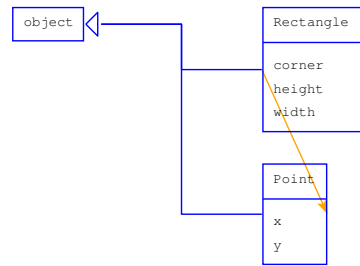 object
Rectangle
corner
height
width
Point
x
y